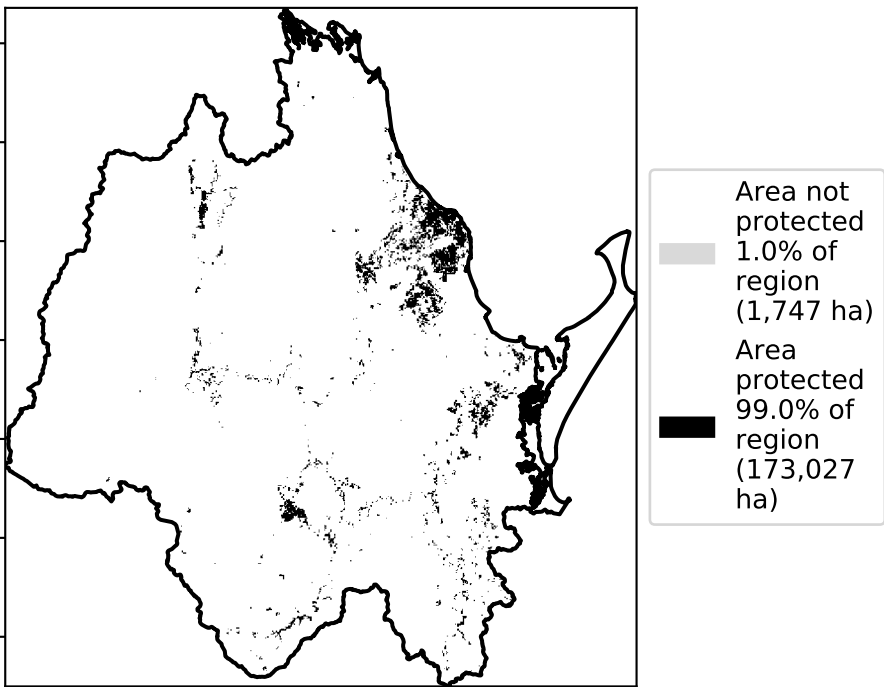 Area not
protected
1.0% of
region
(1,747 ha)
Area
protected
99.0% of
region
(173,027
ha)